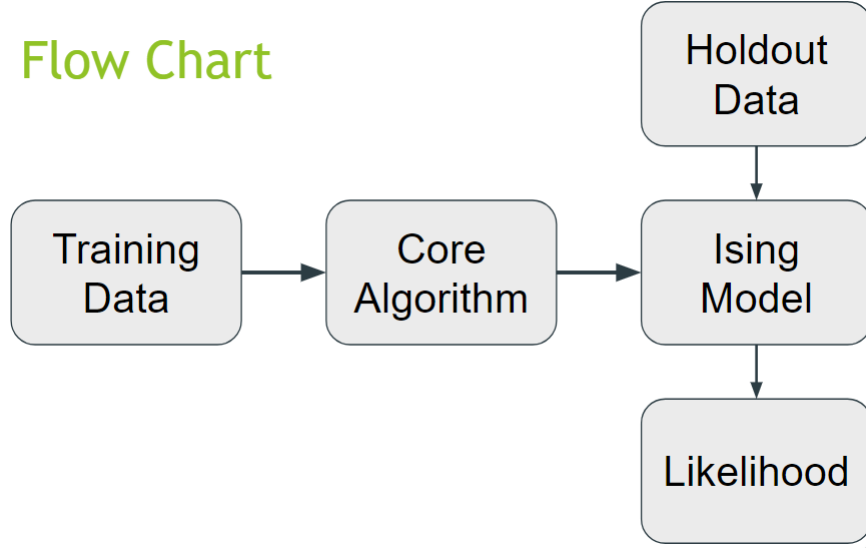 Flow Chart
Holdout
Data
Training
Data
Core
Algorithm
Ising
Model
Likelihood